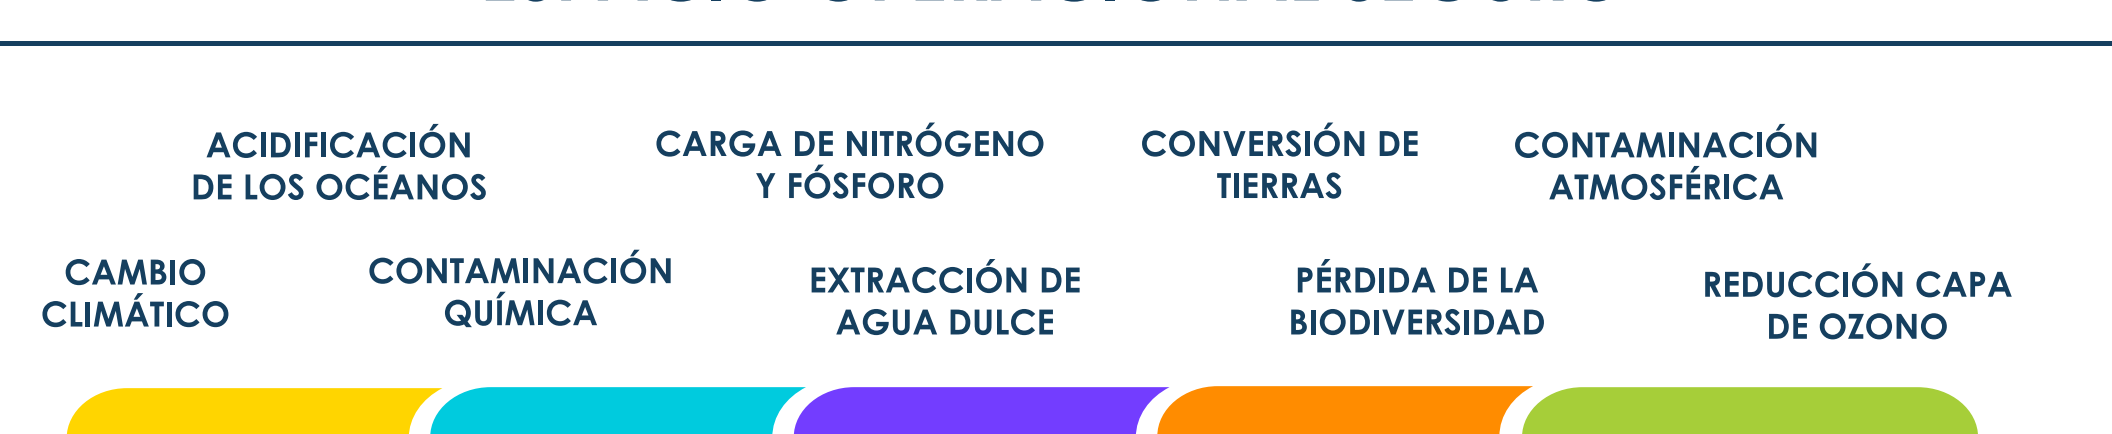 ACIDIFICACIÓN
DE LOS OCÉANOS
CARGA DE NITRÓGENO
Y FÓSFORO
CONVERSIÓN DE
TIERRAS
CONTAMINACIÓN
ATMOSFÉRICA
CAMBIO
CLIMÁTICO
CONTAMINACIÓN
QUÍMICA
EXTRACCIÓN DE
AGUA DULCE
PÉRDIDA DE LA
BIODIVERSIDAD
REDUCCIÓN CAPA
DE OZONO